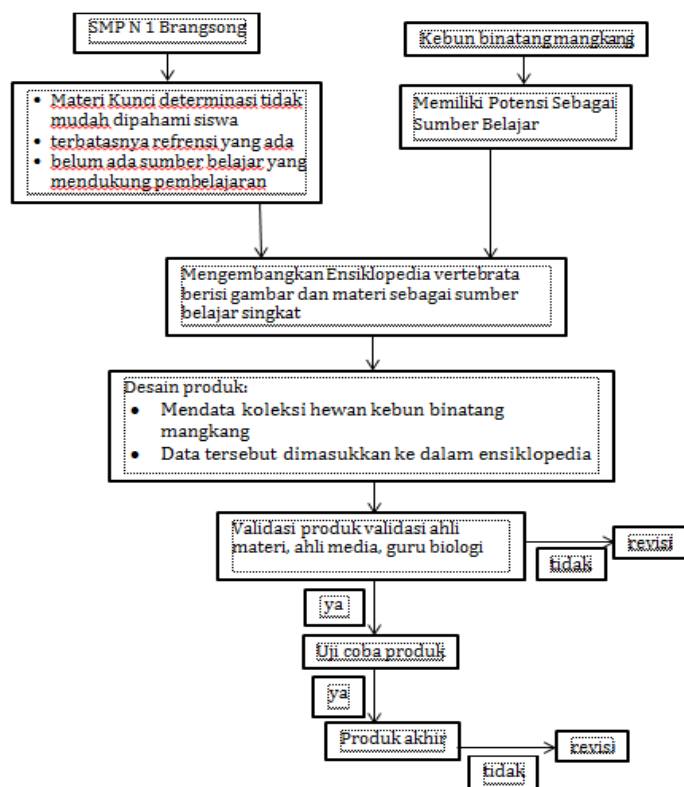 SMP N 1 Brangsong
Kebun binatang mangkang
• Materi Kunci determinasi tidak
mudah dipahami siswa
• terbatasnya refrensi yang ada
• belum ada sumber belajar yang
mendukung pembelajaran
Memiliki Potensi Sebagai
Sumber Belajar
Mengembangkan Ensiklopedia vertebrata
berisi gambar dan materi sebagai sumber
belajar singkat
Desain produk:
• Mendata koleksi hewan kebun binatang
mangkang
• Data tersebut dimasukkan ke dalam ensiklopedia
Validasi produk validasi ahli
materi, ahli media, guru biologi
revisi
tidak
ya
Uji coba produk
ya
Produk akhir
revisi
tidak